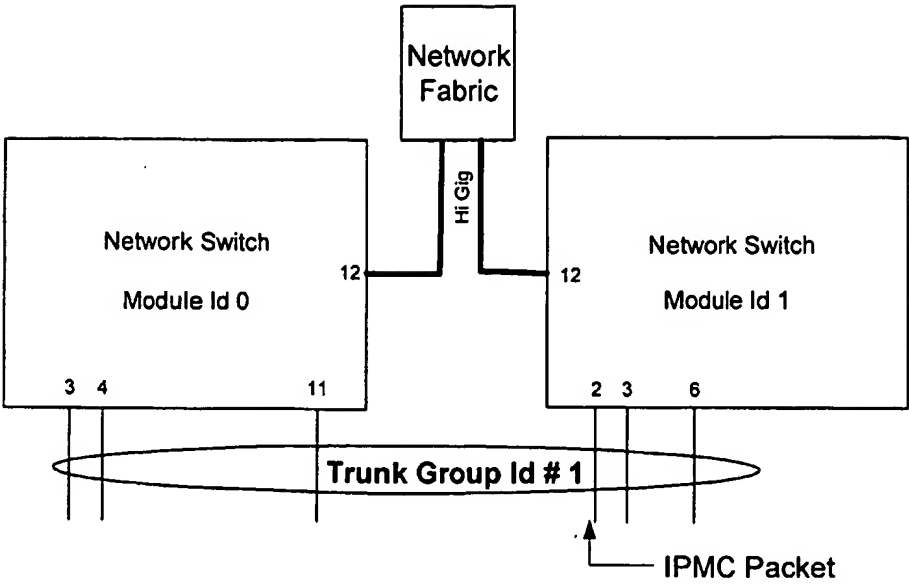 Network
Fabric
Hi Gig
Network Switch
Module Id 0
12
3 4 11
Network Switch
Module Id 1
12
2 3 6
Trunk Group Id # 1
IPMC Packet